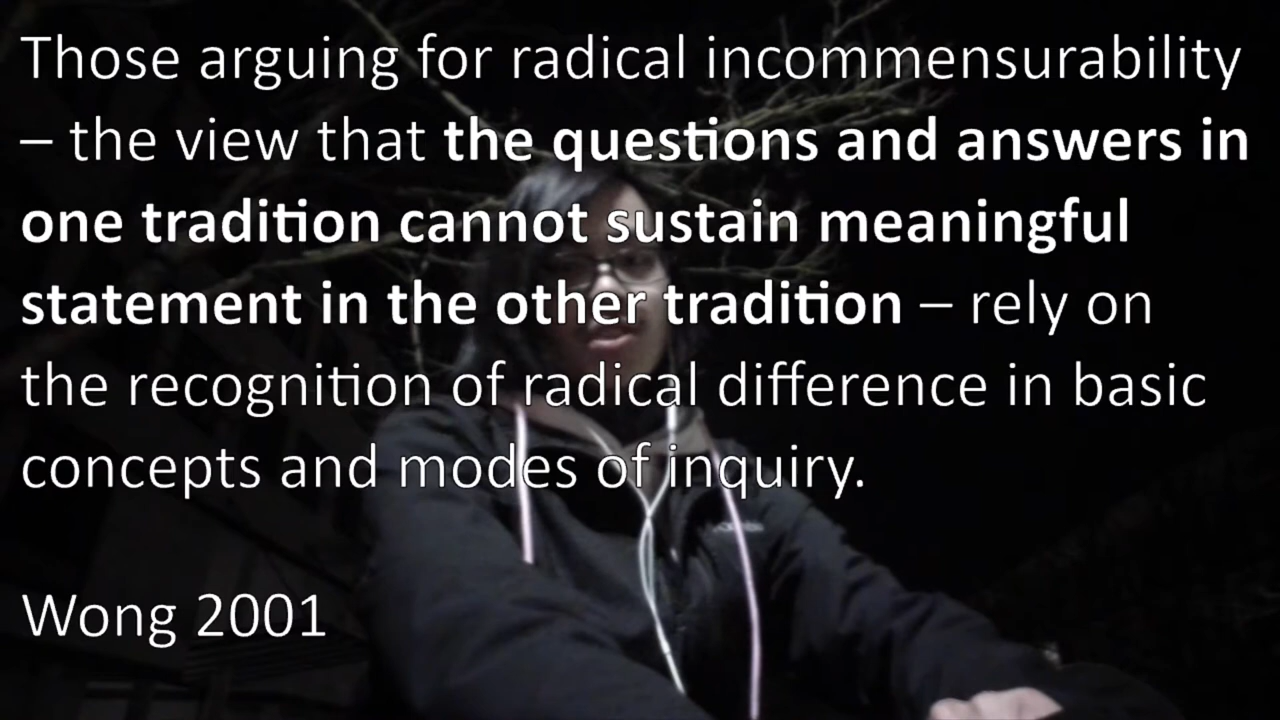 Those arguing for radical incommensurability
– the view that the questions and answers in
one tradition cannot sustain meaningful
statement in the other tradition – rely on
the recognition of radical difference in basic
concepts and modes of inquiry.
Wong 2001